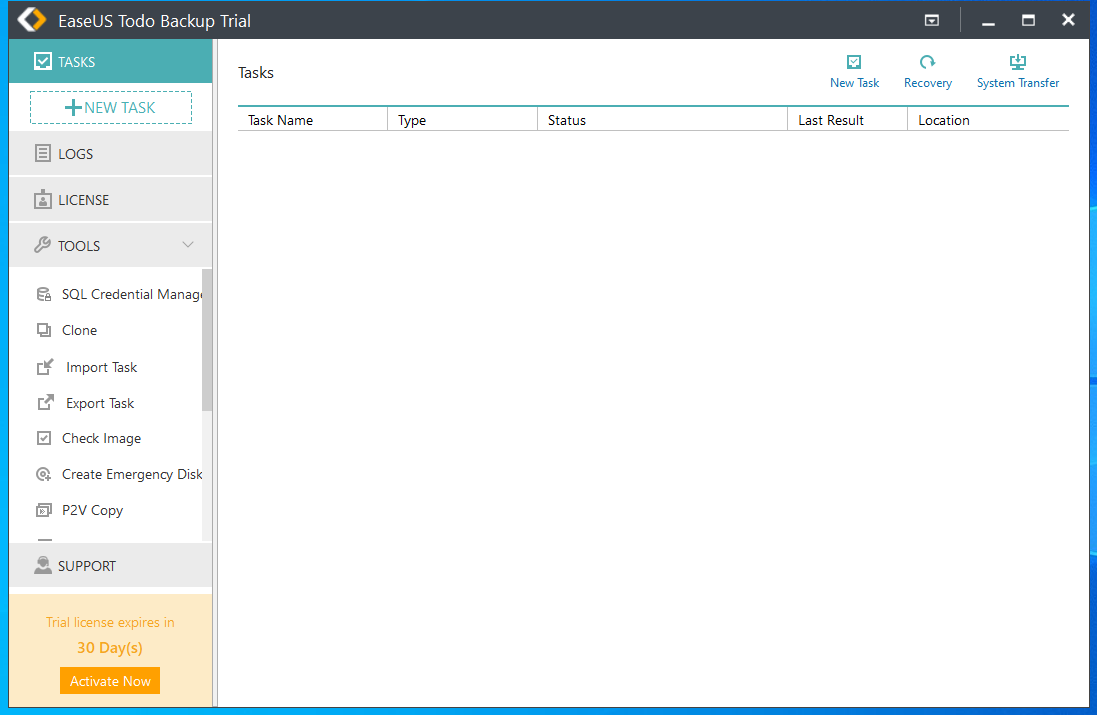 EaseUS Todo Backup Trial
TASKS
NEW TASK
LOGS
LICENSE
TOOLS
SQL Credential Manage
Clone
Import Task
Export Task
Check Image
Create Emergency Disk
P2V Copy
SUPPORT
Trial license expires in
30 Day(s)
Activate Now
Tasks
New Task
Recovery
System Transfer
Task Name
Type
Status
Last Result
Location